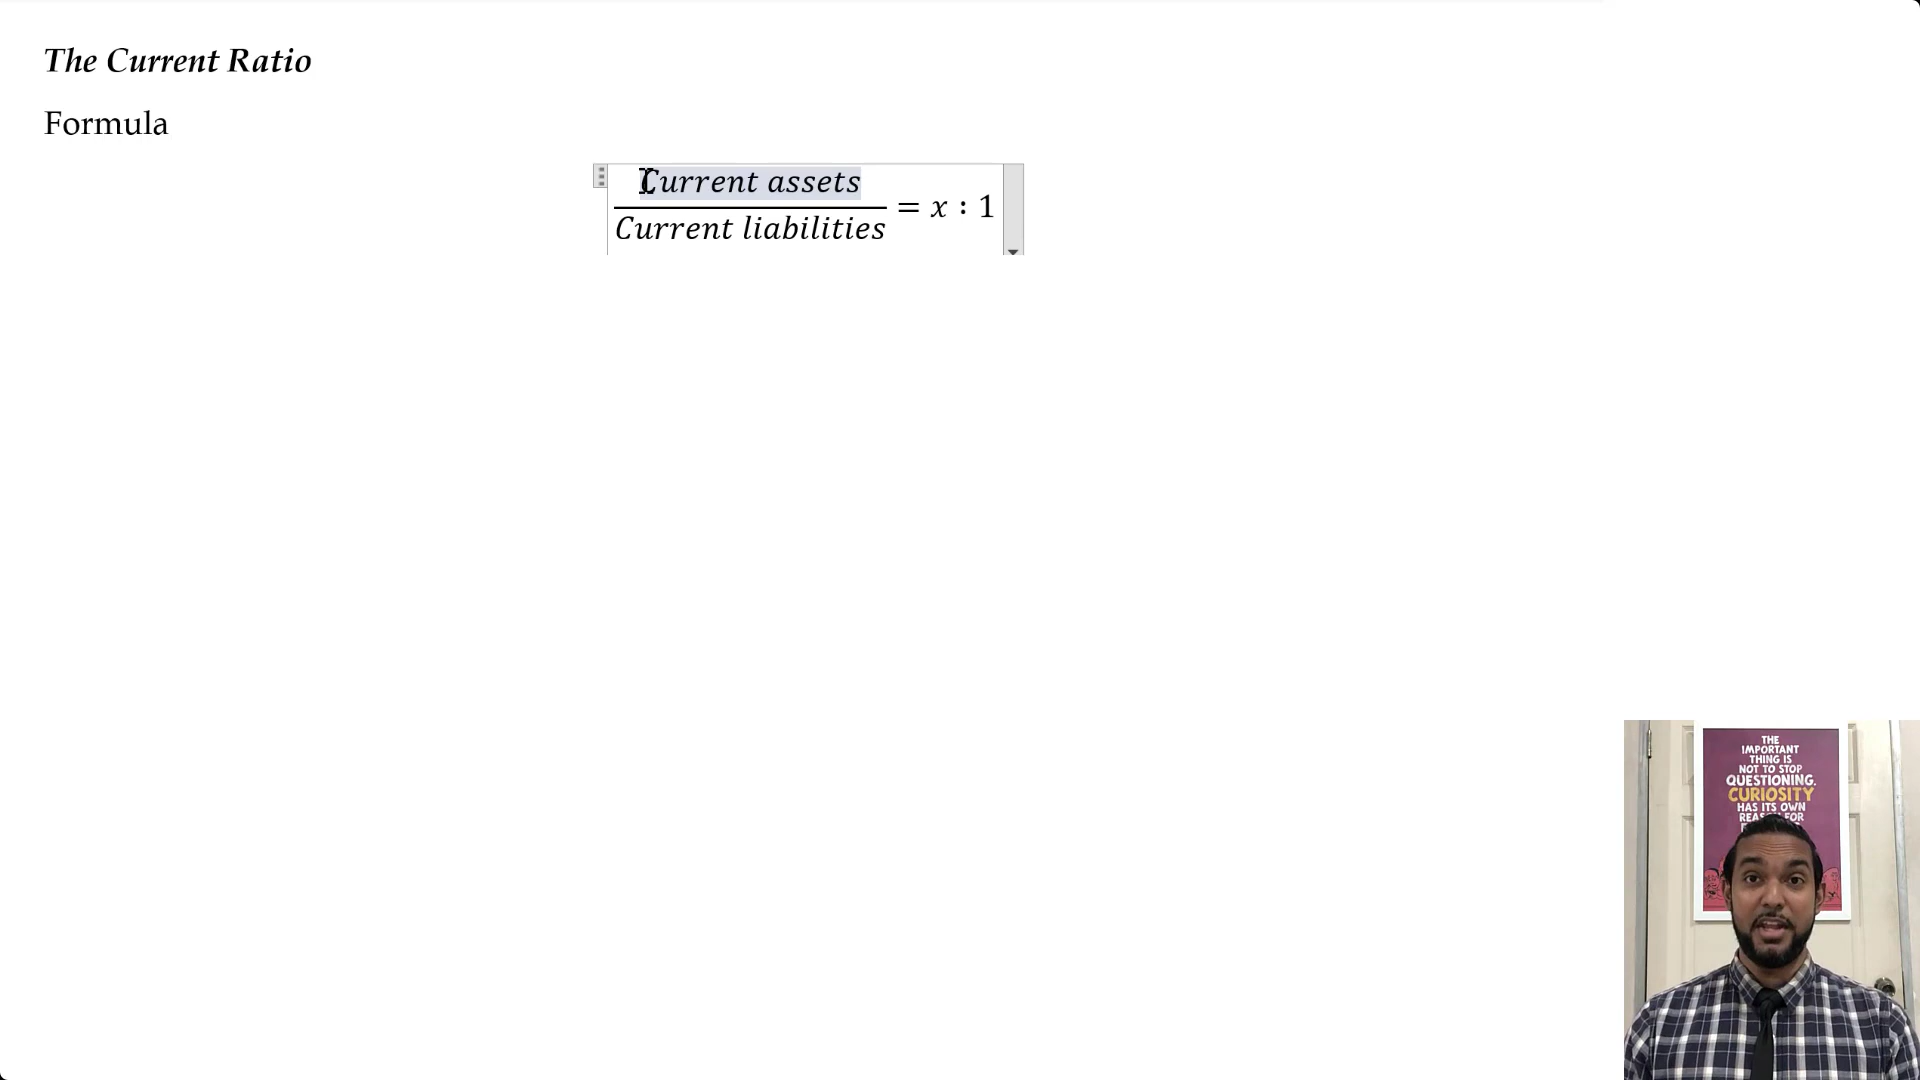 The Current Ratio
Formula
Current assets
Current liabilities
= x : 1
THE
IMPORTANT
THING IS
NOT TO STOP
QUESTIONING.
CURIOSITY
HAS ITS OWN
FOR